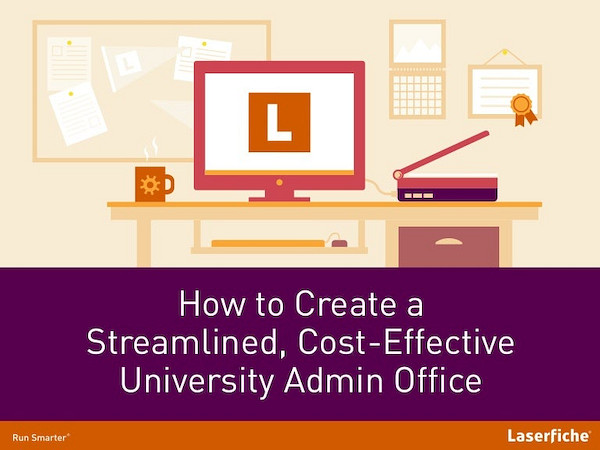 L
L
How to Create a
Streamlined, Cost-Effective
University Admin Office
Run Smarter®
Laserfiche®